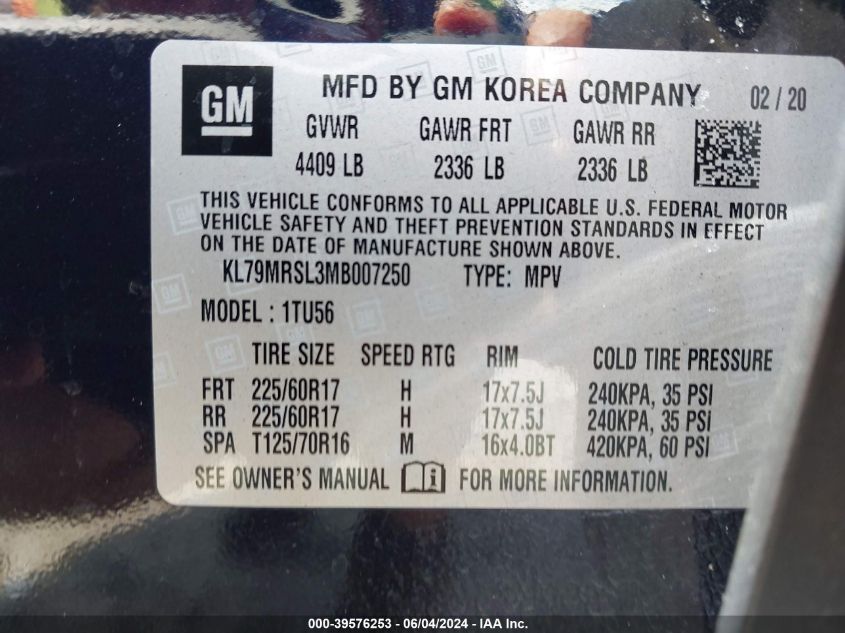 GM
MFD BY GM KOREA COMPANY 02 / 20
GVWR GAWR FRT GAWR RR
4409 LB 2336 LB 2336 LB
THIS VEHICLE CONFORMS TO ALL APPLICABLE U.S. FEDERAL MOTOR
VEHICLE SAFETY AND THEFT PREVENTION STANDARDS IN EFFECT
ON THE DATE OF MANUFACTURE SHOWN ABOVE.
KL79MRSL3MB007250 TYPE: MPV
MODEL : 1TU56
TIRE SIZE SPEED RTG RIM COLD TIRE PRESSURE
FRT 225/60R17 H 17x7.5J 240KPA, 35 PSI
RR 225/60R17 H 17x7.5J 240KPA, 35 PSI
SPA T125/70R16 M 16x4.0BT 420KPA, 60 PSI
SEE OWNER'S MANUAL i FOR MORE INFORMATION.
000-39576253 - 06/04/2024 - IAA Inc.